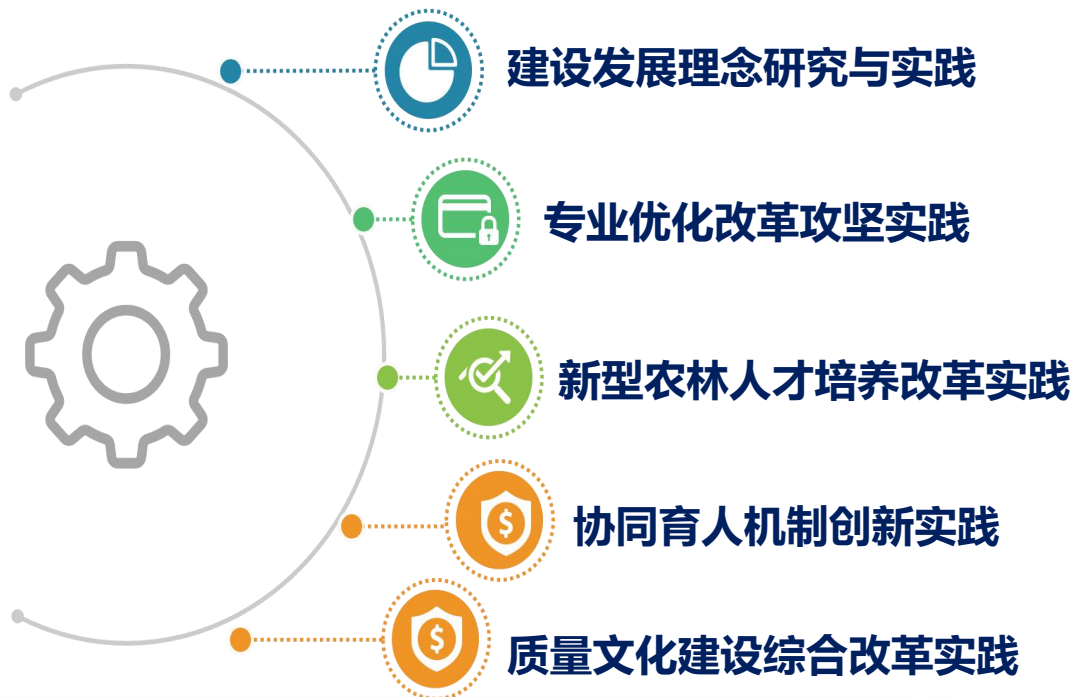 建设发展理念研究与实践
专业优化改革攻坚实践
新型农林人才培养改革实践
$
协同育人机制创新实践
$
质量文化建设综合改革实践